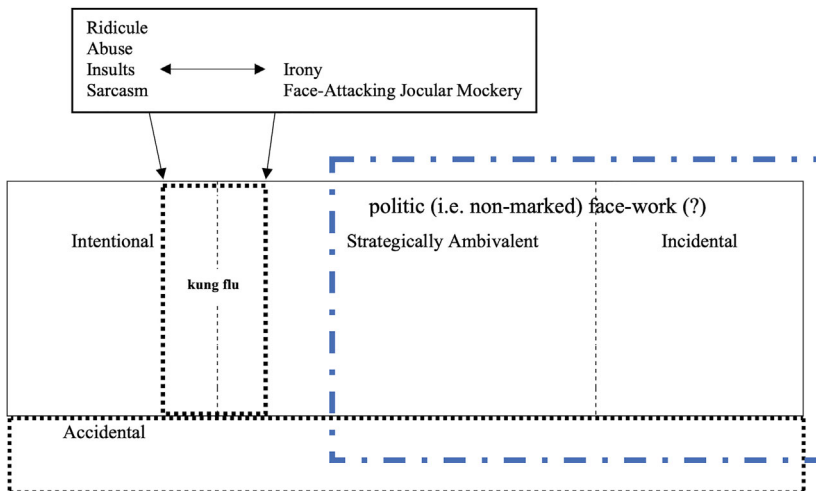 Ridicule
Abuse
Insults Irony
Sarcasm Face-Attacking Jocular Mockery
politic (i.e. non-marked) face-work (?)
Intentional Strategically Ambivalent Incidental
kung flu
Accidental